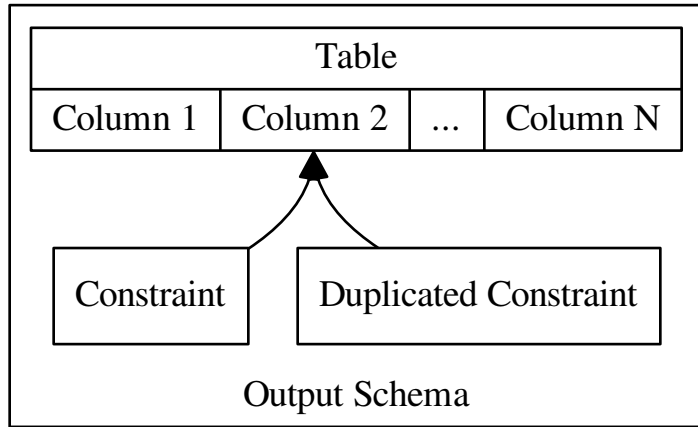 Table
Column 1 Column 2 ... Column N
Constraint Duplicated Constraint
Output Schema